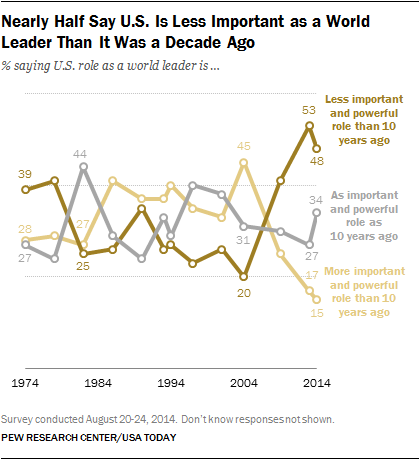 Nearly Half Say U.S. Is Less Important as a World
Leader Than It Was a Decade Ago
% saying U.S. role as a world leader is ...
Less important
and powerful
role than 10
years ago
53
48
45
44
39
As important
and powerful
role as
10 years ago
34
31
28
27
27
27
25
20
More important
and powerful
role than 10
years ago
17
15
1974
1984
1994
2004
2014
Survey conducted August 20-24, 2014. Don't know responses not shown.
PEW RESEARCH CENTER/USA TODAY